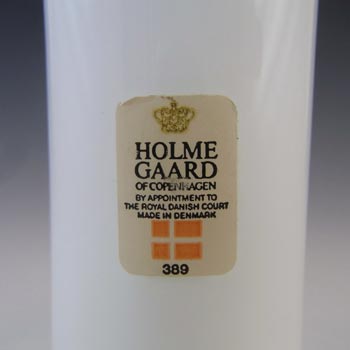 HOLME
GAARD
OF COPENHAGEN
BY APPOINTMENT TO
THE ROYAL DANISH COURT
MADE IN DENMARK
389